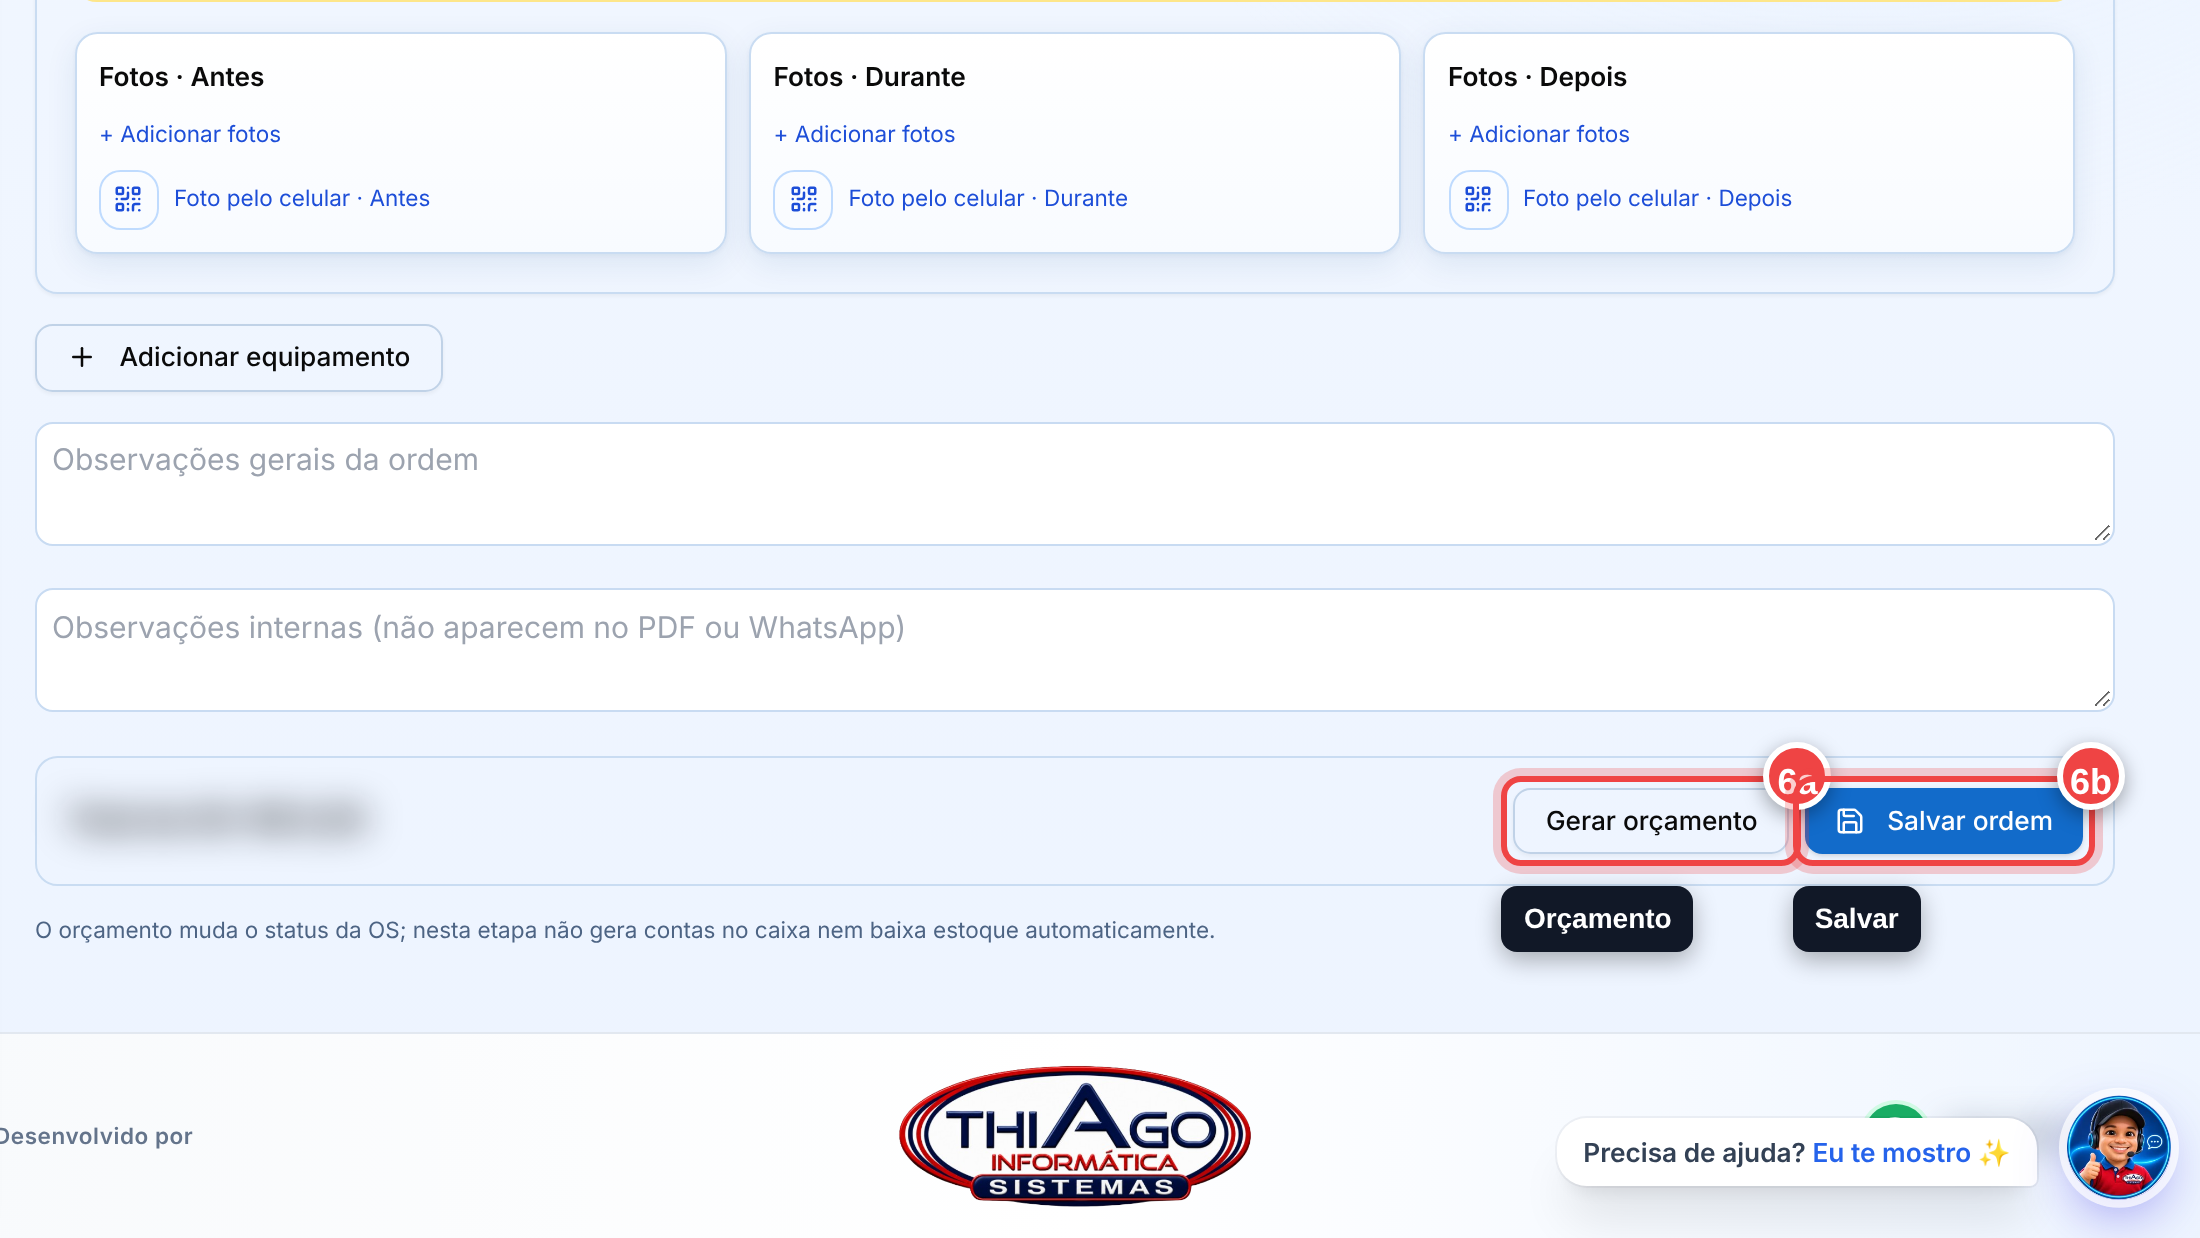 Fotos · Antes
+ Adicionar fotos
Foto pelo celular · Antes
Fotos · Durante
+ Adicionar fotos
Foto pelo celular · Durante
Fotos · Depois
+ Adicionar fotos
Foto pelo celular · Depois
+ Adicionar equipamento
Observações gerais da ordem
Observações internas (não aparecem no PDF ou WhatsApp)
6a
6b
Gerar orçamento
Salvar ordem
Orçamento
Salvar
O orçamento muda o status da OS; nesta etapa não gera contas no caixa nem baixa estoque automaticamente.
Desenvolvido por
THIAGO
INFORMÁTICA
SISTEMAS
Precisa de ajuda? Eu te mostro ✨